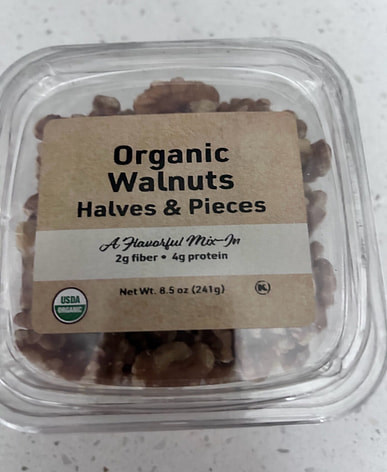 Organic
Walnuts
Halves & Pieces
A Flavorful Mix-In
2g fiber • 4g protein
Net Wt. 8.5 oz (241g)
USDA
ORGANIC